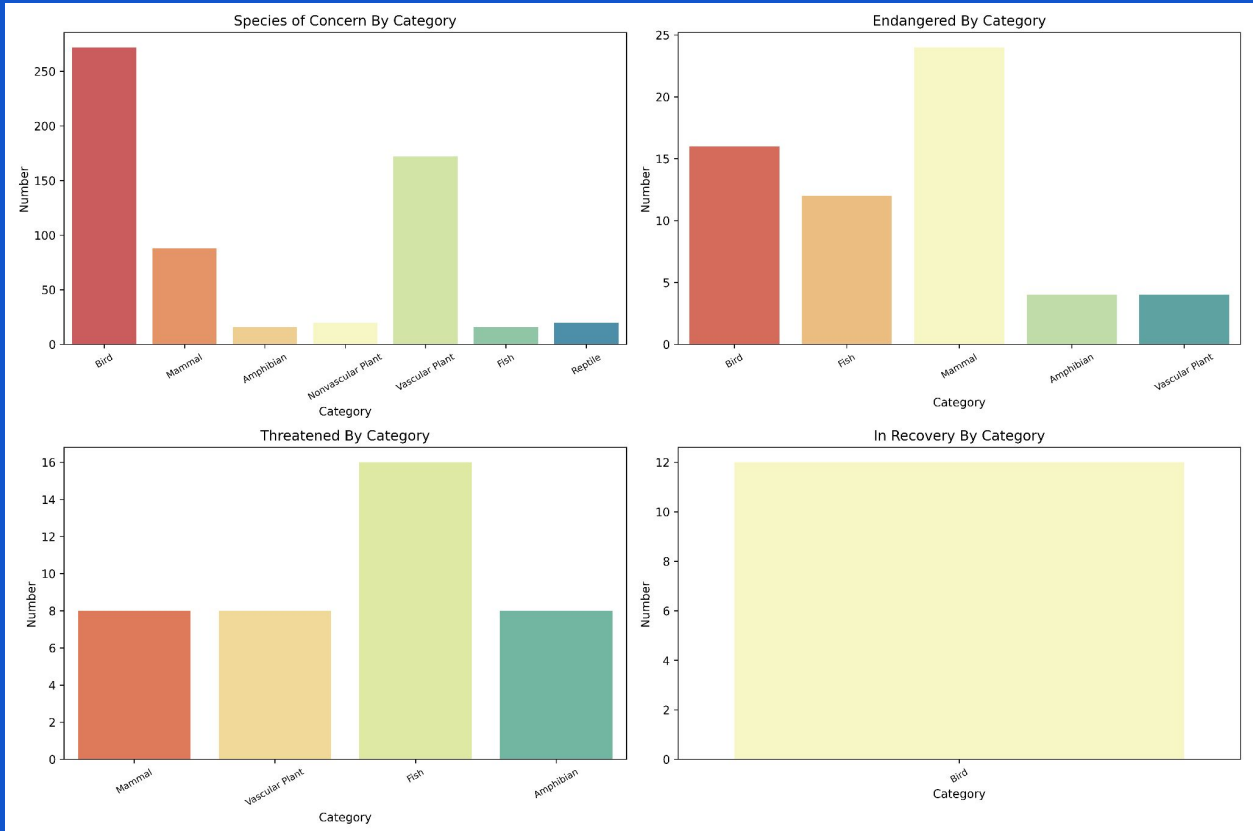 Species of Concern By Category
Number
250
200
150
100
50
0
Bird
Mammal
Amphibian
Nonvascular Plant
Vascular Plant
Fish
Reptile
Category
Endangered By Category
Number
25
20
15
10
5
0
Bird
Fish
Mammal
Amphibian
Vascular Plant
Category
Threatened By Category
Number
16
14
12
10
8
6
4
2
0
Mammal
Vascular Plant
Fish
Amphibian
Category
In Recovery By Category
Number
12
10
8
6
4
2
0
Bird
Category